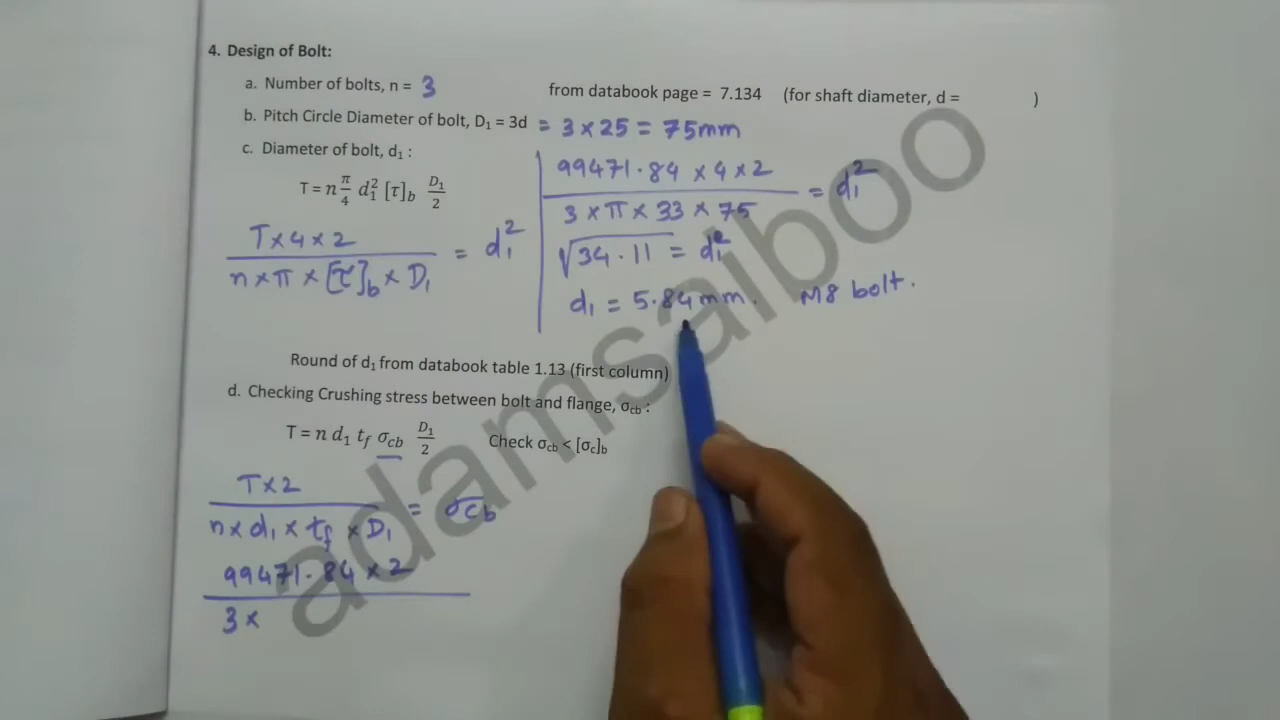 4. Design of Bolt:
a. Number of bolts, n = 3 from databook page = 7.134 (for shaft diameter, d = )
b. Pitch Circle Diameter of bolt, D₁ = 3d = 3 × 25 = 75mm
c. Diameter of bolt, d₁ :
T = n π/4 d₁² [τ]b D₁/2
T × 4 × 2 / n × π × [τ]b × D₁ = d₁²
99471.84 × 4 × 2 / 3 × π × 33 × 75 = d₁²
√34.11 = d₁²
d₁ = 5.84mm. M8 bolt.
Round of d₁ from databook table 1.13 (first column)
d. Checking Crushing stress between bolt and flange, σcb :
T = n d₁ tf σcb D₁/2 Check σcb < [σc]b
T × 2 / n × d₁ × tf × D₁ = σcb
99471.84 × 2 / 3 ×
adamsaiboo